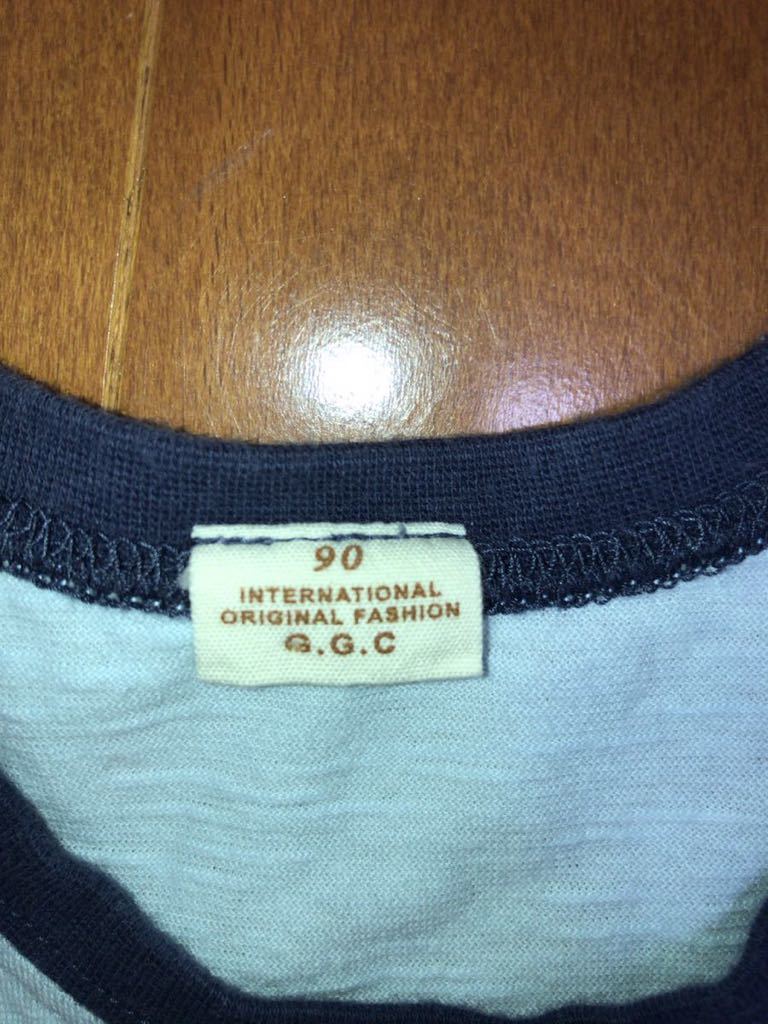 90
INTERNATIONAL
ORIGINAL FASHION
G.G.C